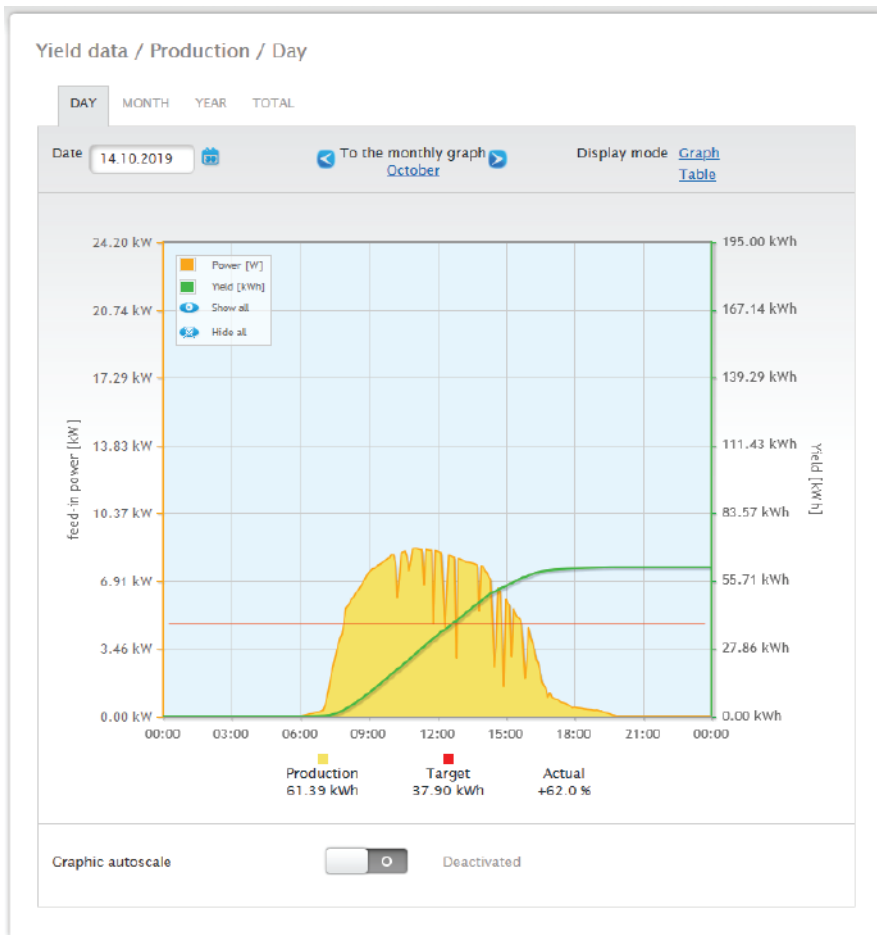 Yield data / Production / Day
DAY MONTH YEAR TOTAL
Date 14.10.2019 To the monthly graph Display mode Graph
October Table
24.20 kW 195.00 kWh
Power [W]
Yield [kWh]
Show all
Hide all
20.74 kW 167.14 kWh
17.29 kW 139.29 kWh
13.83 kW 111.43 kWh
feed-in power [kW] Yield [kWh]
10.37 kW 83.57 kWh
6.91 kW 55.71 kWh
3.46 kW 27.86 kWh
0.00 kW 0.00 kWh
00:00 03:00 06:00 09:00 12:00 15:00 18:00 21:00 00:00
Production Target Actual
61.39 kWh 37.90 kWh +62.0 %
Graphic autoscale O Deactivated